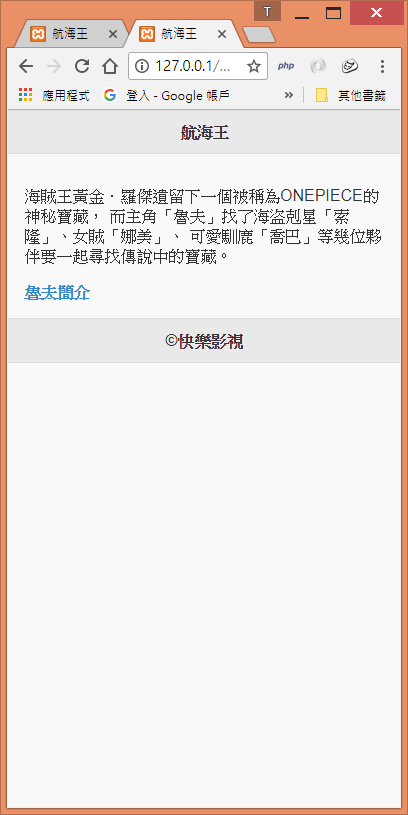 T
航海王
航海王
127.0.0.1/...
php
應用程式
登入 - Google 帳戶
»
其他書籤
航海王
海賊王黃金．羅傑遺留下一個被稱為ONEPIECE的
神秘寶藏， 而主角「魯夫」找了海盗剋星「索
隆」、女賊「娜美」、 可愛馴鹿「喬巴」等幾位夥
伴要一起尋找傳說中的寶藏。
魯夫簡介
©快樂影視